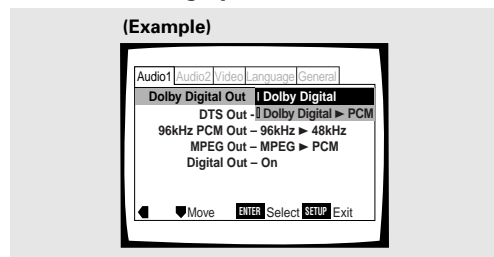 (Example)
Audio1 Audio2 Video Language General
Dolby Digital Out Dolby Digital
DTS Out - Dolby Digital ► PCM
96kHz PCM Out – 96kHz ► 48kHz
MPEG Out – MPEG ► PCM
Digital Out – On
Move ENTER Select SETUP Exit